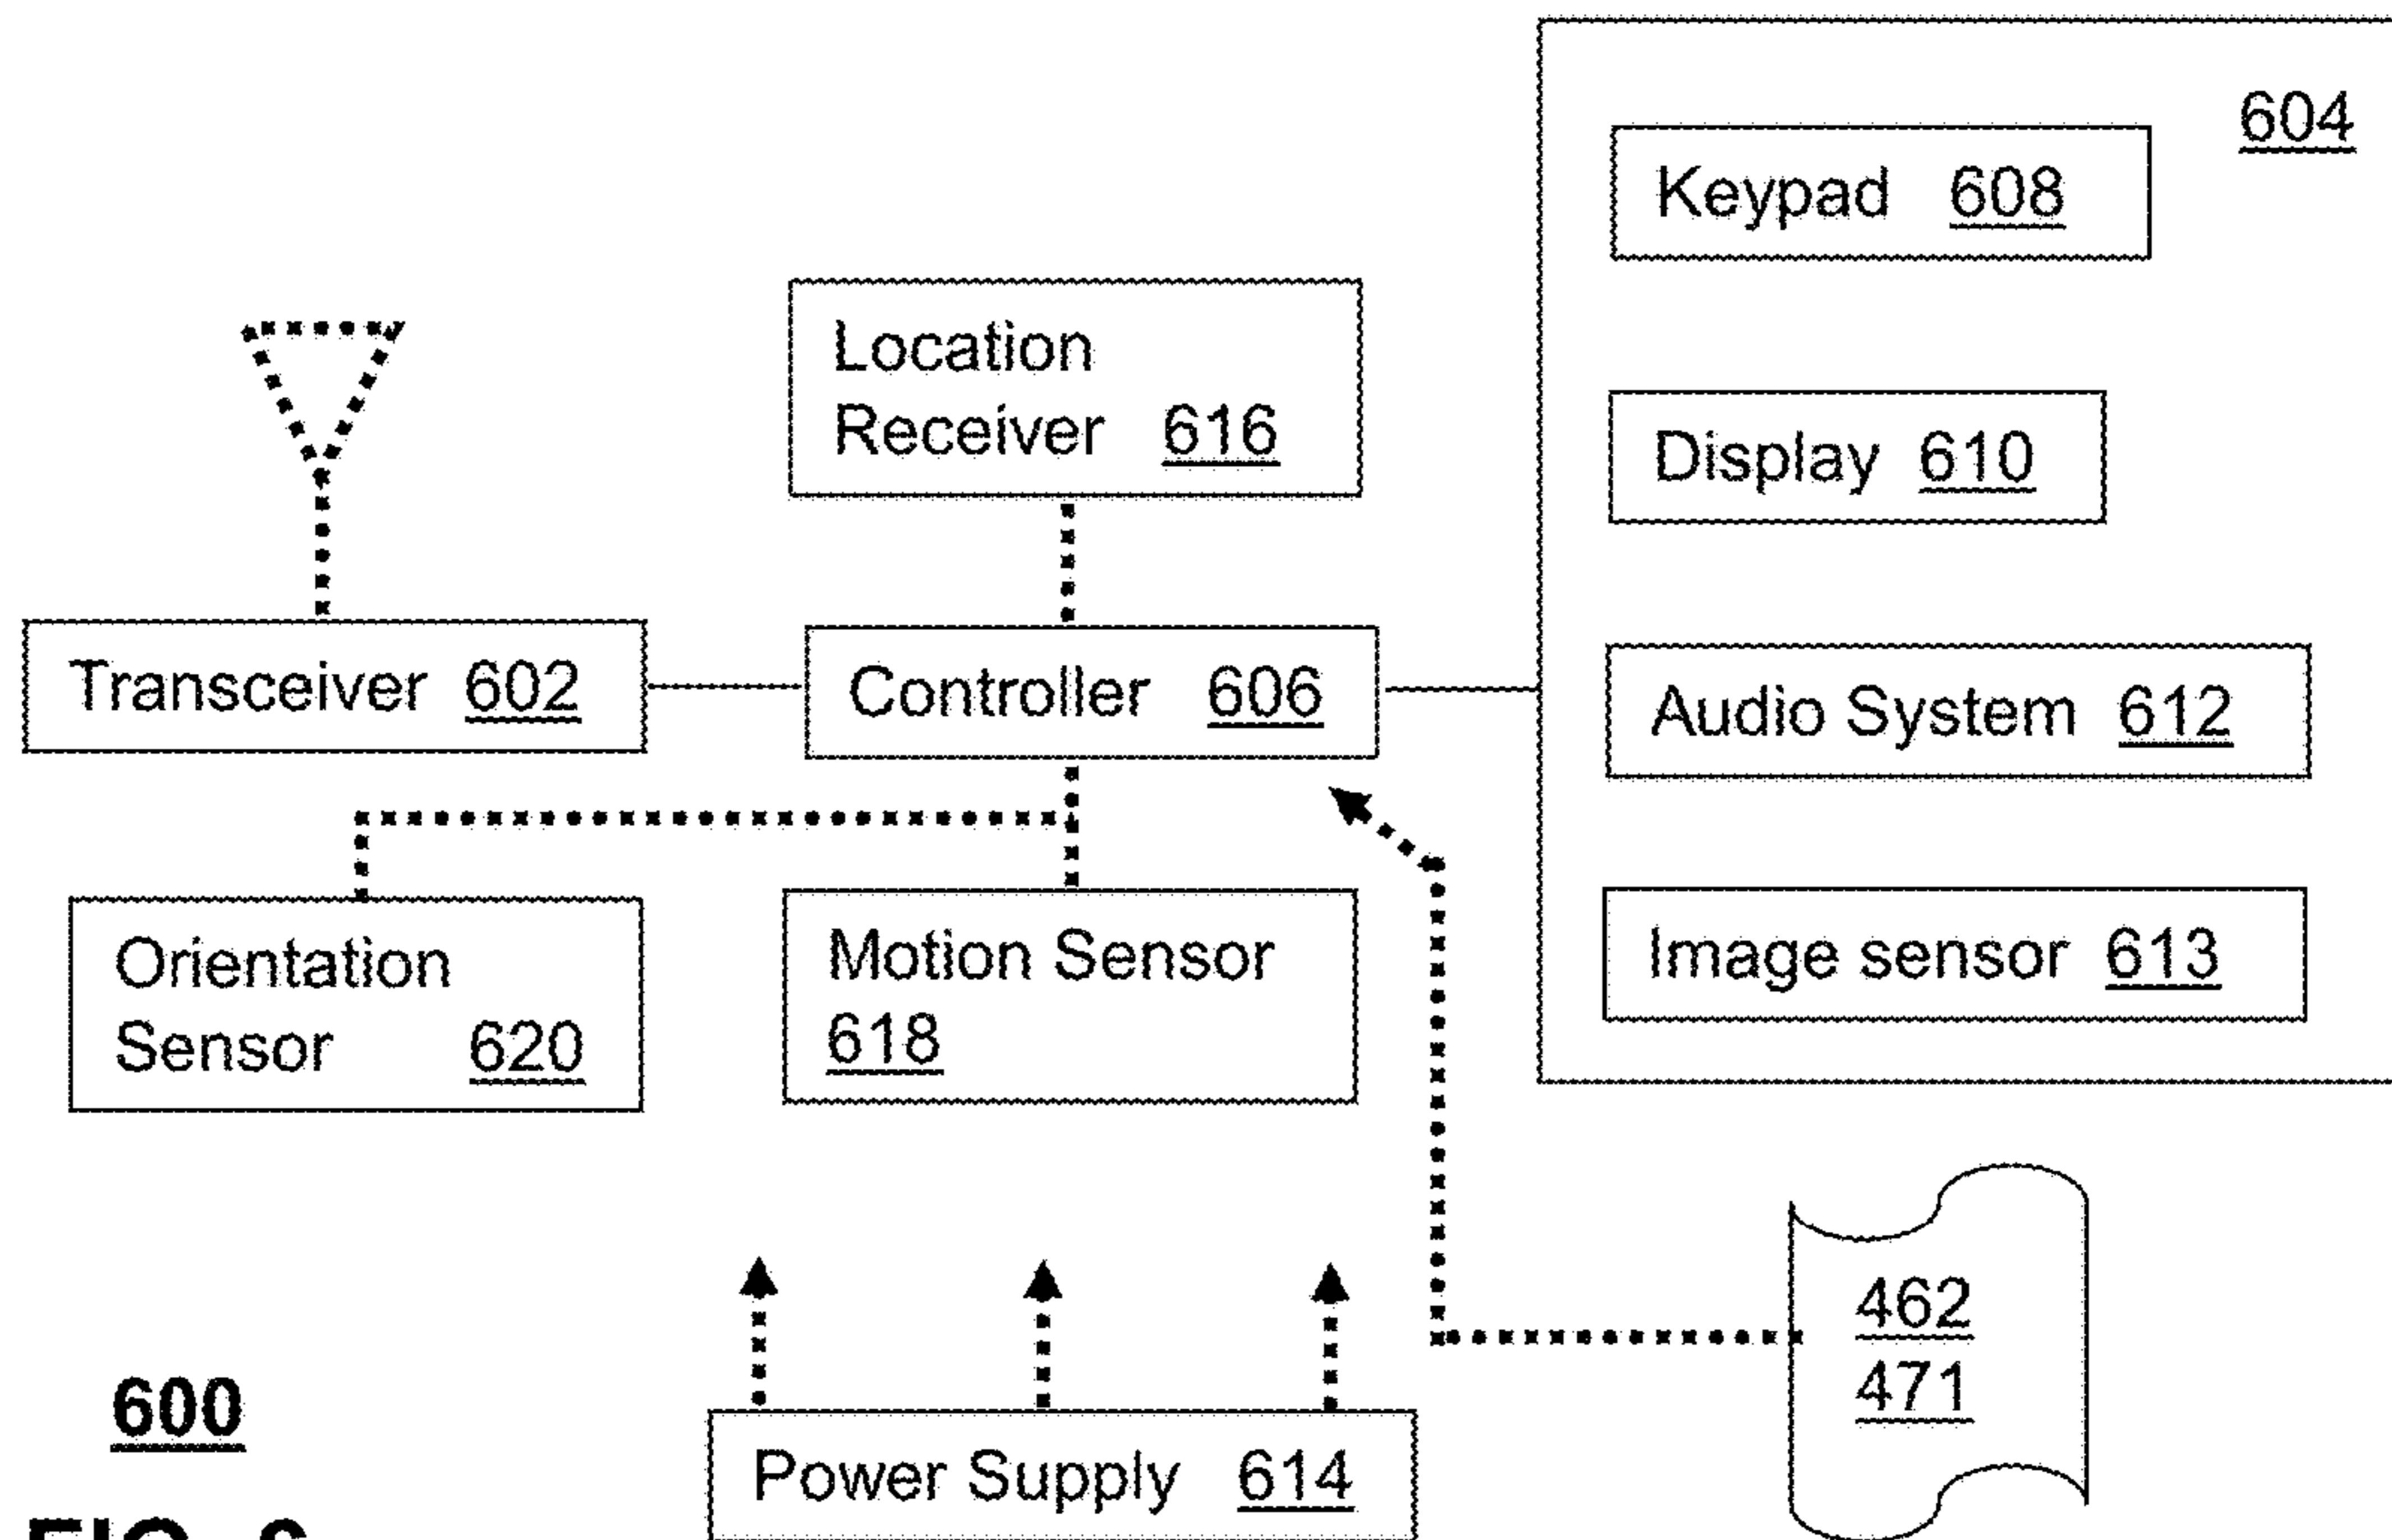 604
Keypad 608
Location
Receiver 616
Display 610
Transceiver 602
Controller 606
Audio System 612
Orientation
Sensor 620
Motion Sensor
618
Image sensor 613
462
471
600
Power Supply 614
FIG.